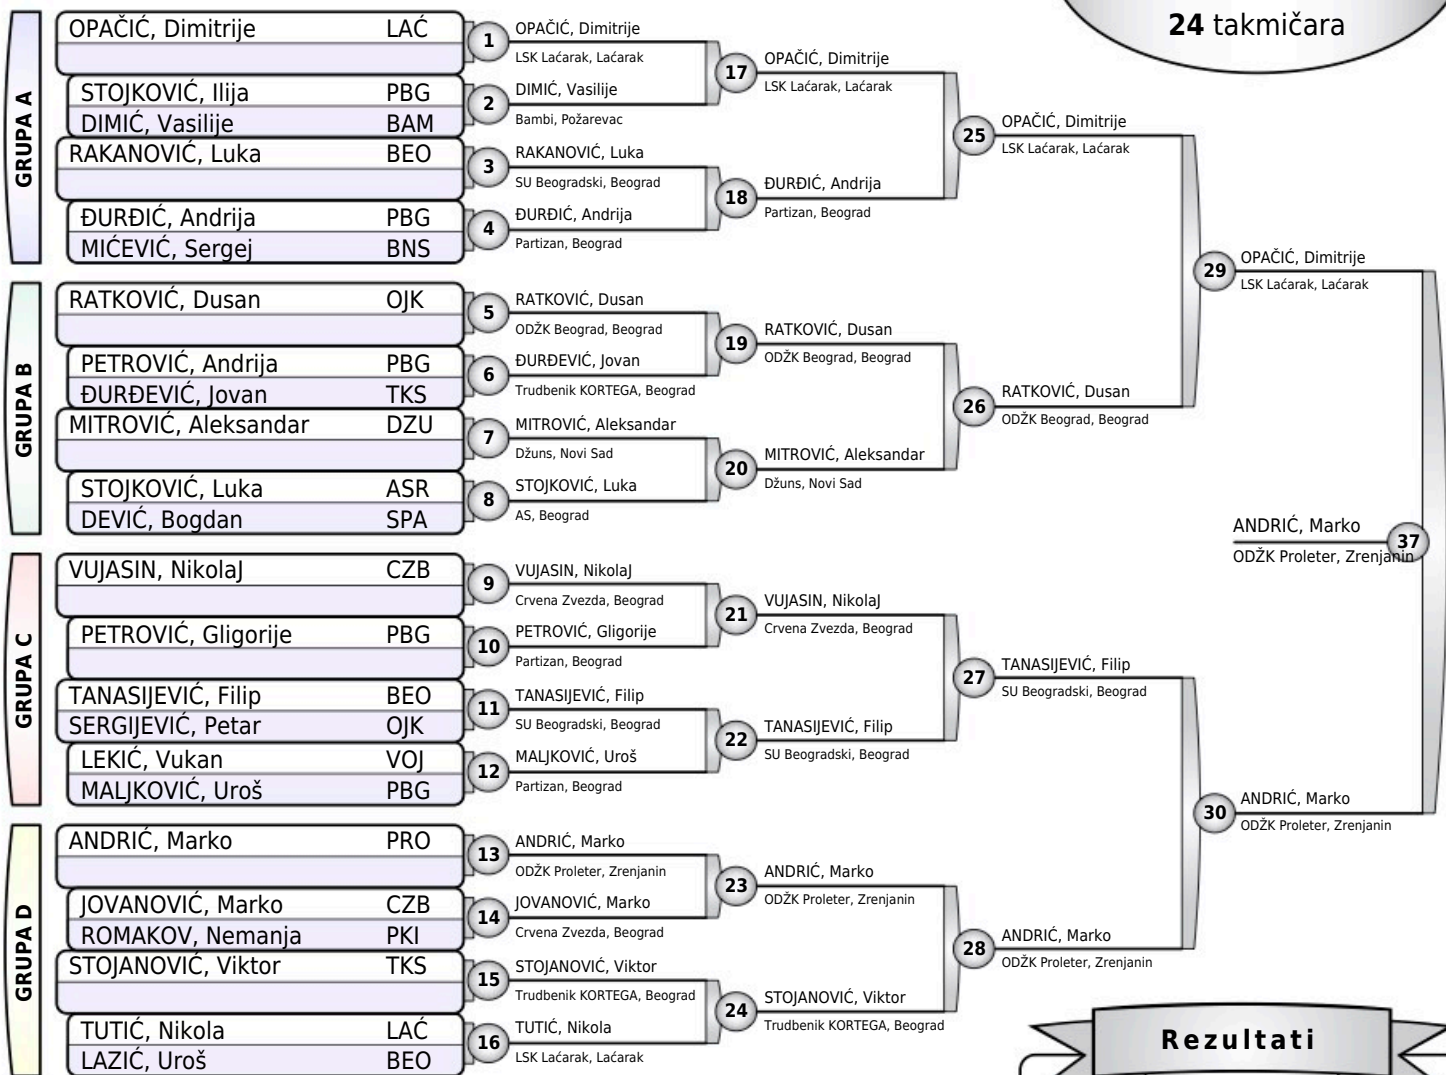 24 takmičara
GRUPA A
OPAČIĆ, Dimitrije LAĆ
STOJKOVIĆ, Ilija PBG
DIMIĆ, Vasilije BAM
RAKANOVIĆ, Luka BEO
ĐURĐIĆ, Andrija PBG
MIĆEVIĆ, Sergej BNS
GRUPA B
RATKOVIĆ, Dusan OJK
PETROVIĆ, Andrija PBG
ĐURĐEVIĆ, Jovan TKS
MITROVIĆ, Aleksandar DZU
STOJKOVIĆ, Luka ASR
DEVIĆ, Bogdan SPA
GRUPA C
VUJASIN, NikolaJ CZB
PETROVIĆ, Gligorije PBG
TANASIJEVIĆ, Filip BEO
SERGIJEVIĆ, Petar OJK
LEKIĆ, Vukan VOJ
MALJKOVIĆ, Uroš PBG
GRUPA D
ANDRIĆ, Marko PRO
JOVANOVIĆ, Marko CZB
ROMAKOV, Nemanja PKI
STOJANOVIĆ, Viktor TKS
TUTIĆ, Nikola LAĆ
LAZIĆ, Uroš BEO
1 OPAČIĆ, Dimitrije
LSK Laćarak, Laćarak
2 DIMIĆ, Vasilije
Bambi, Požarevac
3 RAKANOVIĆ, Luka
SU Beogradski, Beograd
4 ĐURĐIĆ, Andrija
Partizan, Beograd
5 RATKOVIĆ, Dusan
ODŽK Beograd, Beograd
6 ĐURĐEVIĆ, Jovan
Trudbenik KORTEGA, Beograd
7 MITROVIĆ, Aleksandar
Džuns, Novi Sad
8 STOJKOVIĆ, Luka
AS, Beograd
9 VUJASIN, NikolaJ
Crvena Zvezda, Beograd
10 PETROVIĆ, Gligorije
Partizan, Beograd
11 TANASIJEVIĆ, Filip
SU Beogradski, Beograd
12 MALJKOVIĆ, Uroš
Partizan, Beograd
13 ANDRIĆ, Marko
ODŽK Proleter, Zrenjanin
14 JOVANOVIĆ, Marko
Crvena Zvezda, Beograd
15 STOJANOVIĆ, Viktor
Trudbenik KORTEGA, Beograd
16 TUTIĆ, Nikola
LSK Laćarak, Laćarak
17 OPAČIĆ, Dimitrije
LSK Laćarak, Laćarak
18 ĐURĐIĆ, Andrija
Partizan, Beograd
19 RATKOVIĆ, Dusan
ODŽK Beograd, Beograd
20 MITROVIĆ, Aleksandar
Džuns, Novi Sad
21 VUJASIN, NikolaJ
Crvena Zvezda, Beograd
22 TANASIJEVIĆ, Filip
SU Beogradski, Beograd
23 ANDRIĆ, Marko
ODŽK Proleter, Zrenjanin
24 STOJANOVIĆ, Viktor
Trudbenik KORTEGA, Beograd
25 OPAČIĆ, Dimitrije
LSK Laćarak, Laćarak
26 RATKOVIĆ, Dusan
ODŽK Beograd, Beograd
27 TANASIJEVIĆ, Filip
SU Beogradski, Beograd
28 ANDRIĆ, Marko
ODŽK Proleter, Zrenjanin
29 OPAČIĆ, Dimitrije
LSK Laćarak, Laćarak
30 ANDRIĆ, Marko
ODŽK Proleter, Zrenjanin
ANDRIĆ, Marko 37
ODŽK Proleter, Zrenjanin
Rezultati